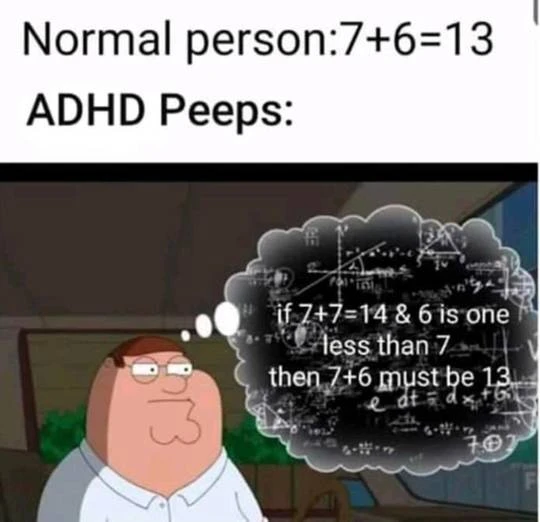 Normal person:7+6=13
ADHD Peeps:
if 7+7=14 & 6 is one
less than 7
then 7+6 must be 13